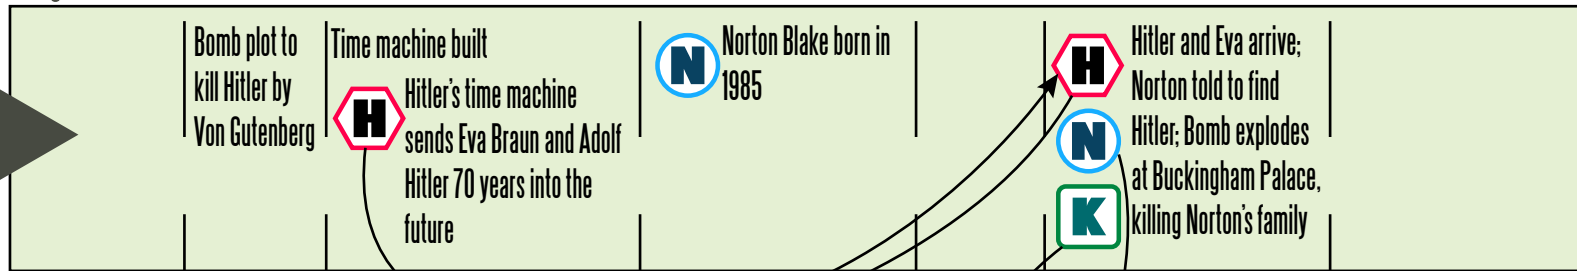 Bomb plot to
kill Hitler by
Von Gutenberg
Time machine built
H
Hitler's time machine
sends Eva Braun and Adolf
Hitler 70 years into the
future
N
Norton Blake born in
1985
H
N
K
Hitler and Eva arrive;
Norton told to find
Hitler; Bomb explodes
at Buckingham Palace,
killing Norton's family